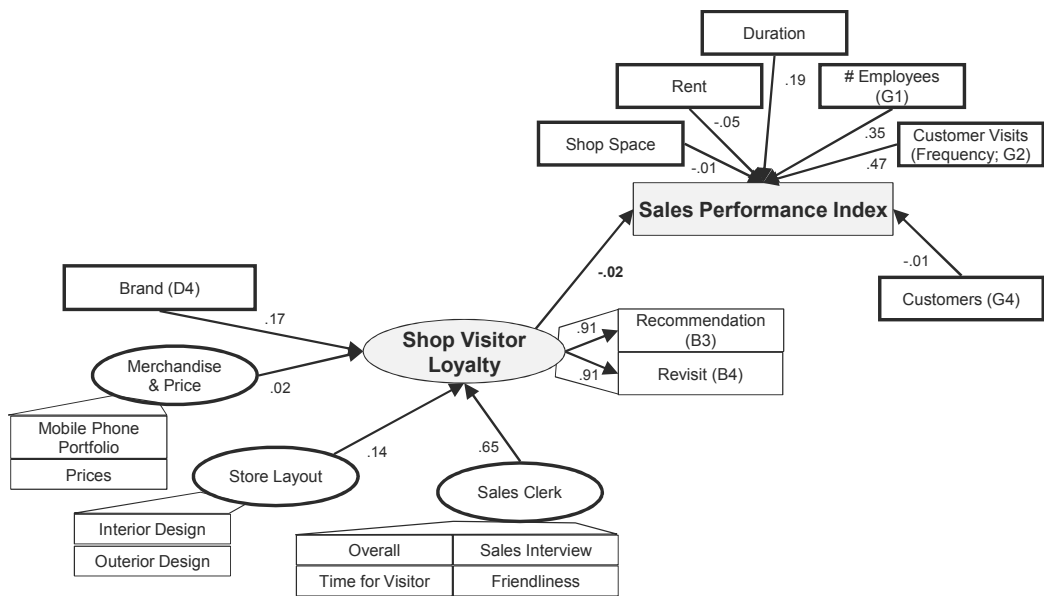 Duration
.19
# Employees
(G1)
.35
Rent
-.05
Customer Visits
(Frequency; G2)
.47
Shop Space
-.01
Sales Performance Index
-.01
Customers (G4)
-.02
Brand (D4)
.17
Shop Visitor
Loyalty
.91
Recommendation
(B3)
.91
Revisit (B4)
Merchandise
& Price
.02
Mobile Phone
Portfolio
Prices
Store Layout
.14
Interior Design
Outerior Design
.65
Sales Clerk
Overall
Sales Interview
Time for Visitor
Friendliness